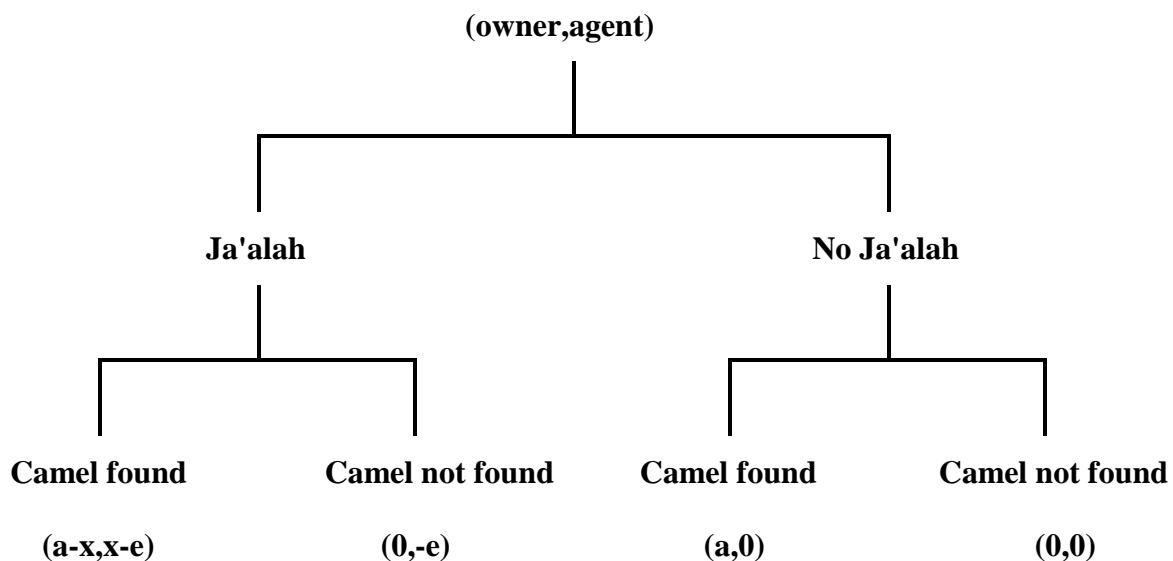 (owner,agent)
Ja'alah No Ja'alah
Camel found Camel not found Camel found Camel not found
(a-x,x-e) (0,-e) (a,0) (0,0)